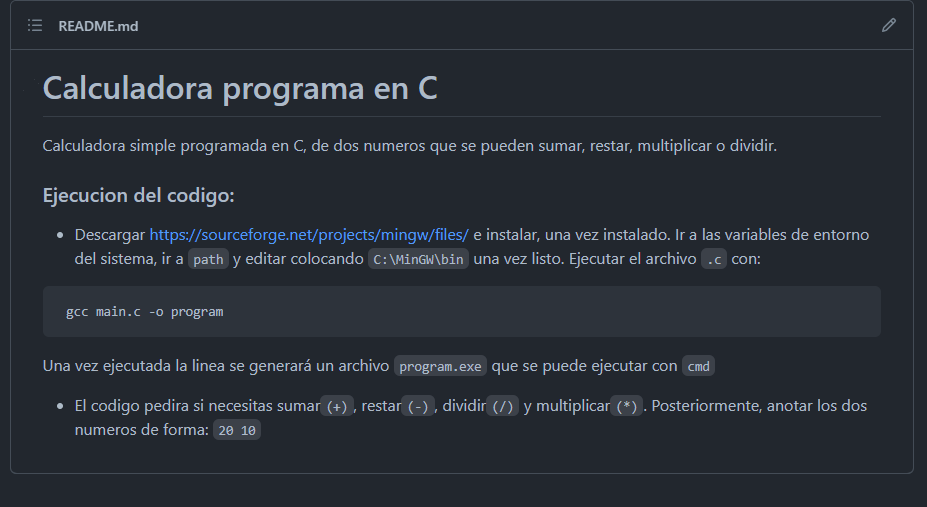 README.md
Calculadora programa en C
Calculadora simple programada en C, de dos numeros que se pueden sumar, restar, multiplicar o dividir.
Ejecucion del codigo:
Descargar https://sourceforge.net/projects/mingw/files/ e instalar, una vez instalado. Ir a las variables de entorno
del sistema, ir a path y editar colocando C:\MinGW\bin una vez listo. Ejecutar el archivo .c con:
gcc main.c -o program
Una vez ejecutada la linea se generará un archivo program.exe que se puede ejecutar con cmd
El codigo pedira si necesitas sumar(+), restar(-), dividir(/) y multiplicar(*). Posteriormente, anotar los dos
numeros de forma: 20 10